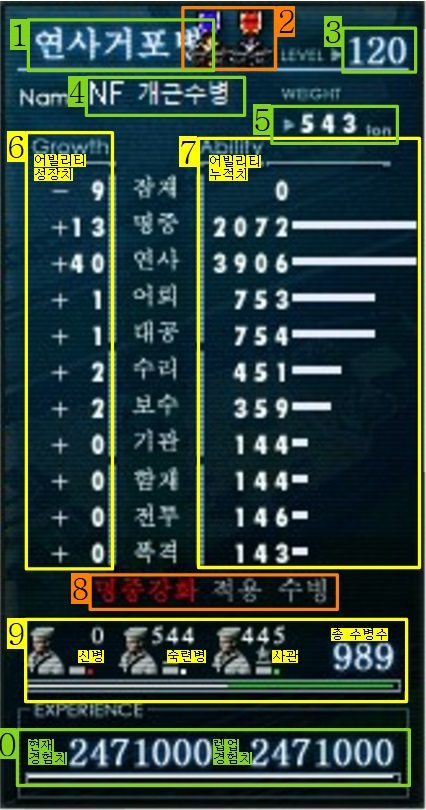 1 연사거포병 2 LEVEL 3 120
Name 4 NF 개근수병 WEIGHT
5 543 ton
6 Growth 7 Ability
어빌리티 성장치 어빌리티 누적치
- 9 잠재 0
+13 명중 2072
+40 연사 3906
+ 1 어뢰 753
+ 1 대공 754
+ 2 수리 451
+ 2 보수 359
+ 0 기관 144
+ 0 함재 144
+ 0 전투 146
+ 0 폭격 143
8 명중강화 적용 수병
9 0 544 445 총 수병수
신병 숙련병 사관 989
EXPERIENCE
0 현재 경험치 2471000 렙업 경험치 2471000